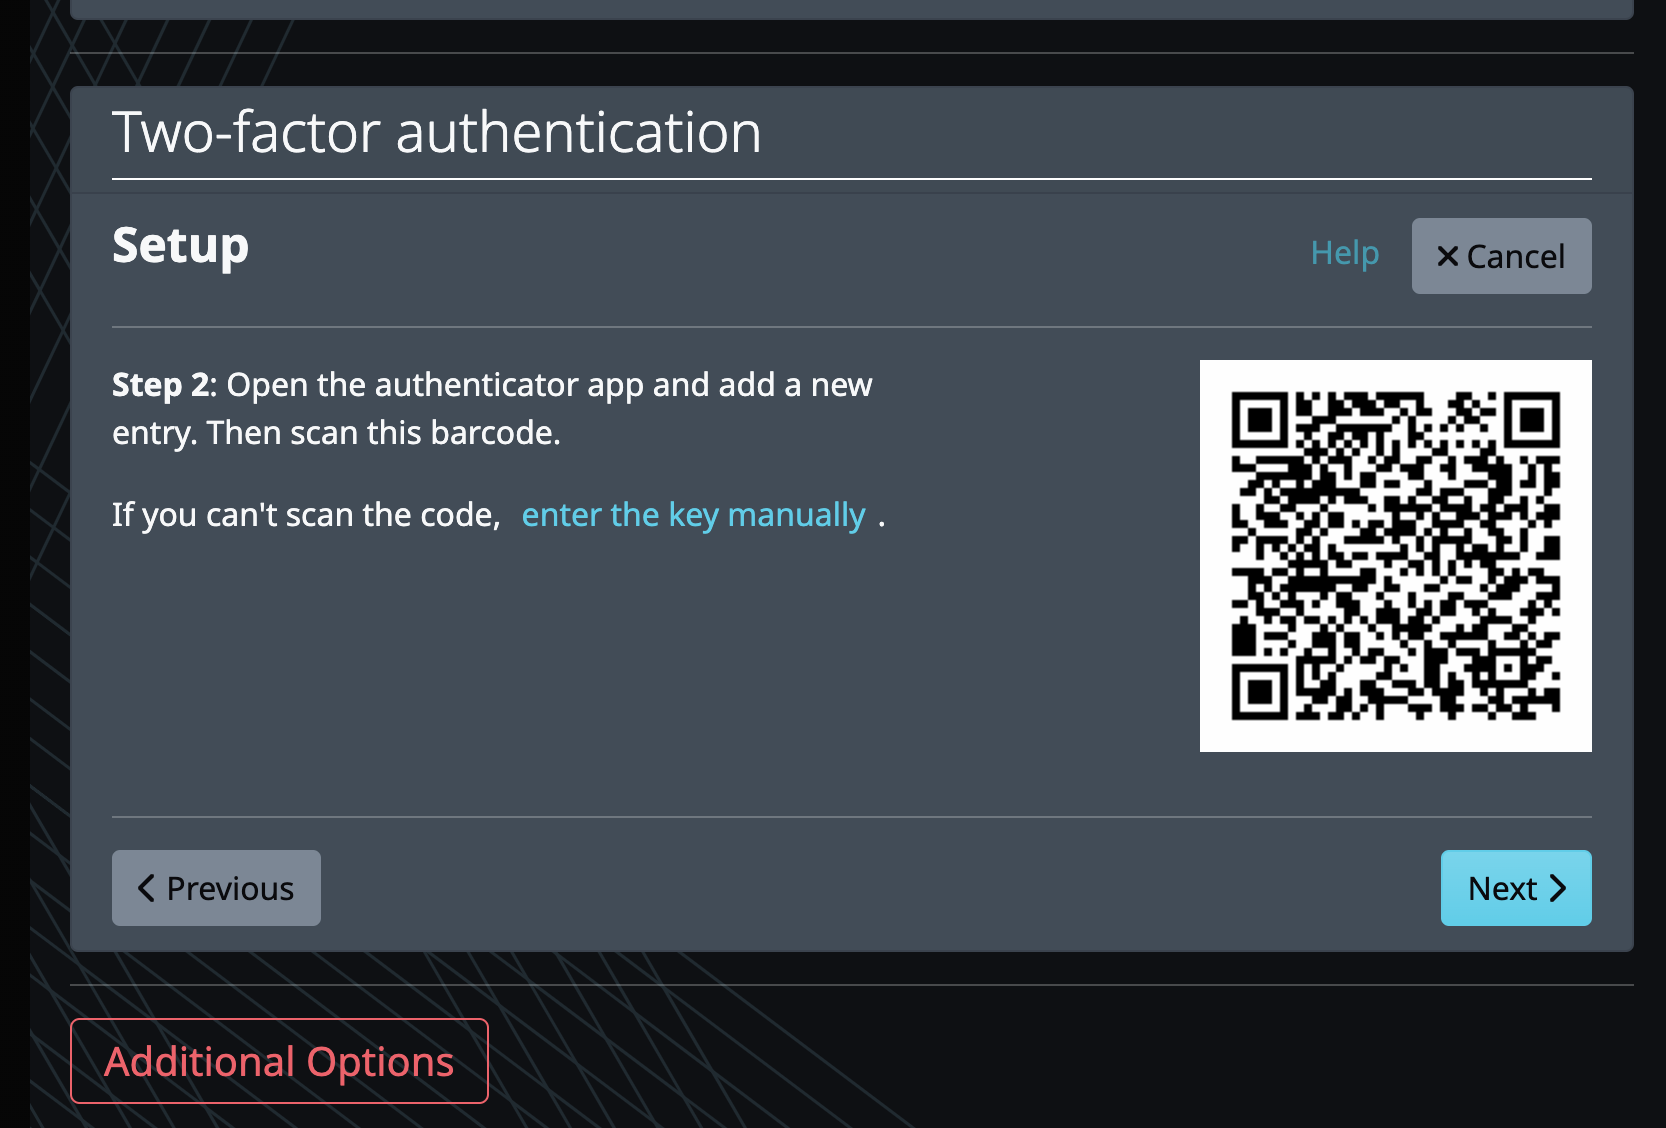 Two-factor authentication
Setup
Help
Cancel
Step 2: Open the authenticator app and add a new
entry. Then scan this barcode.
If you can't scan the code, enter the key manually .
Previous
Next
Additional Options